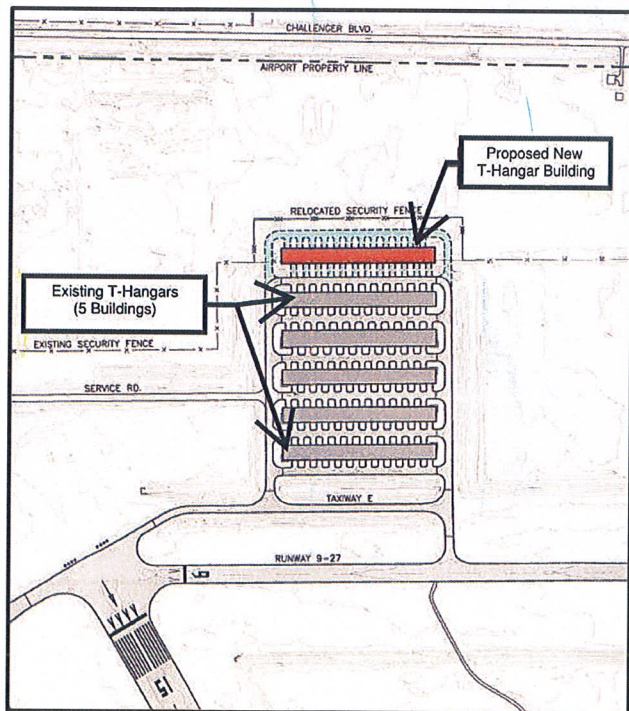 CHALLENGER BLVD.
AIRPORT PROPERTY LINE
Proposed New
T-Hangar Building
RELOCATED SECURITY FENCE
Existing T-Hangars
(5 Buildings)
EXISTING SECURITY FENCE
SERVICE RD.
TAXIWAY E
RUNWAY 9-27
9
15